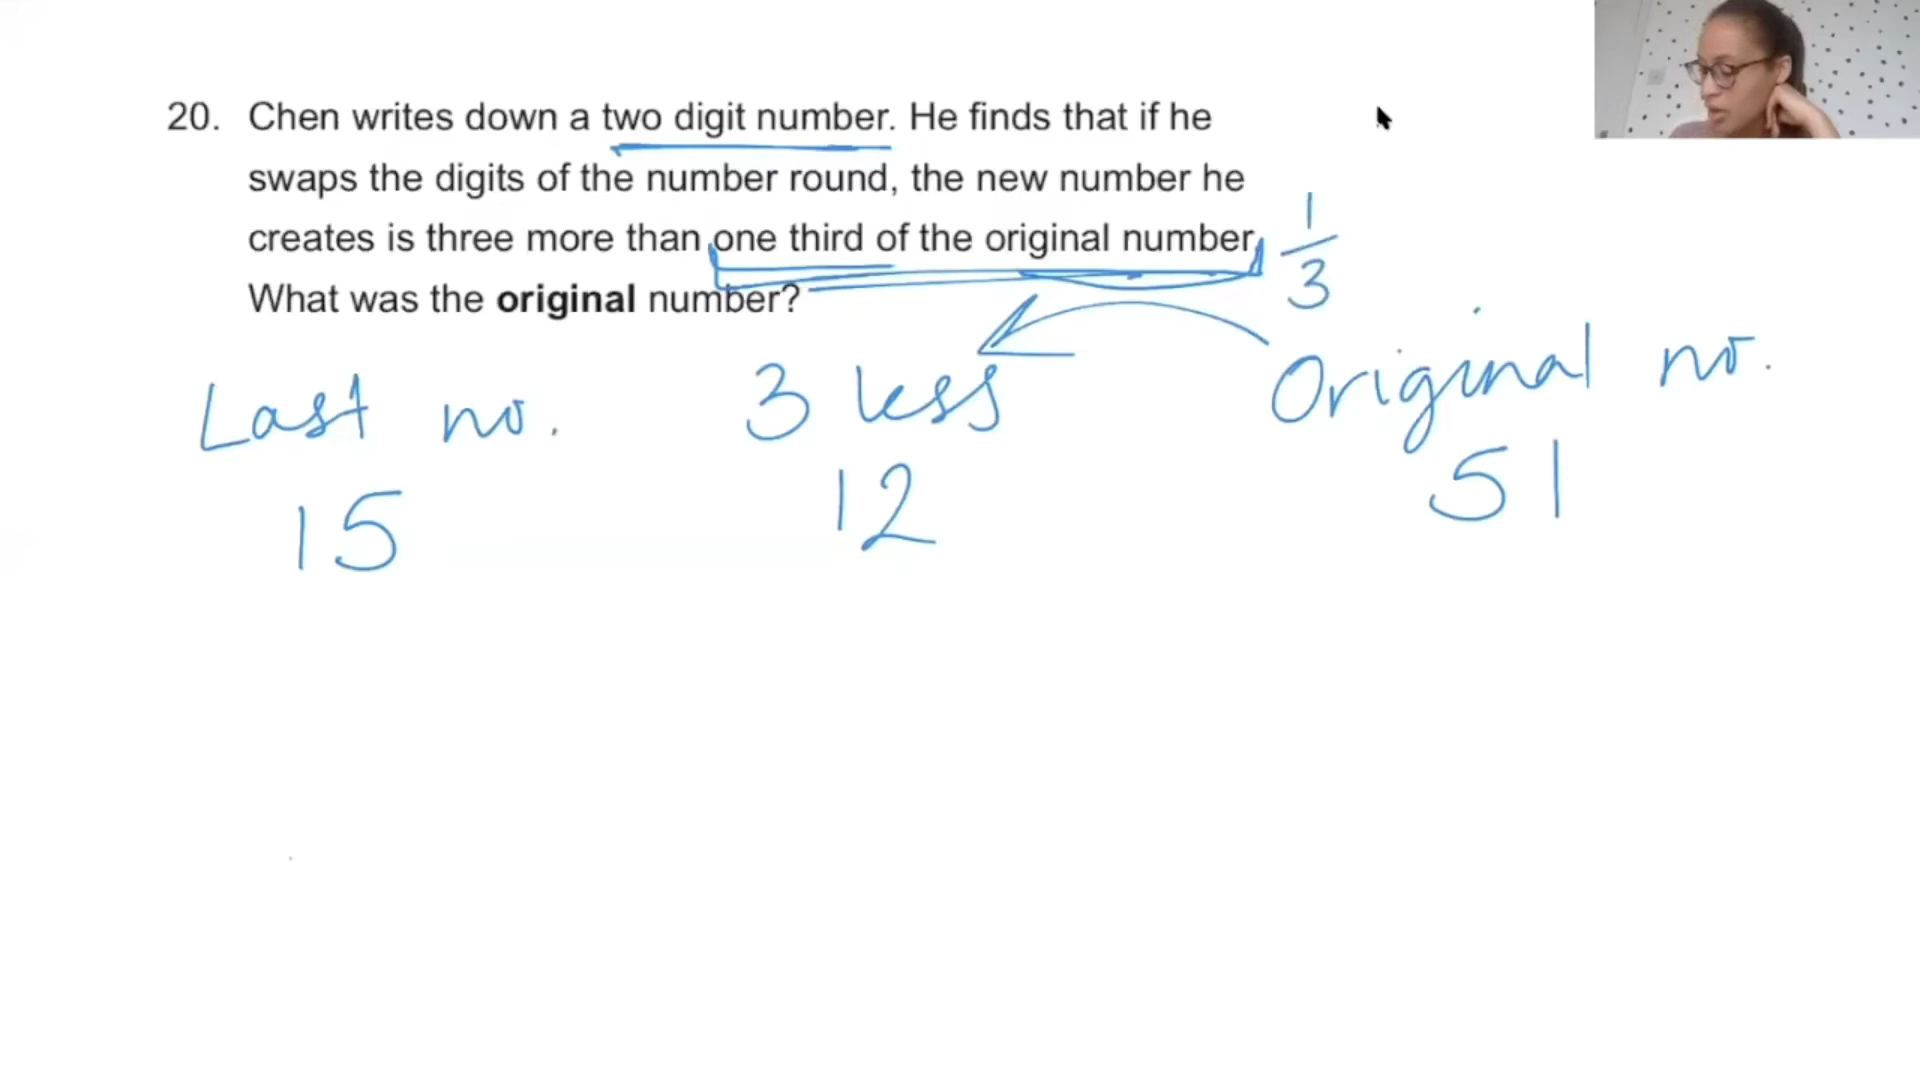 20. Chen writes down a two digit number. He finds that if he
swaps the digits of the number round, the new number he
creates is three more than one third of the original number.
What was the original number?
1/3
Last no. 3 less Original no.
15 12 51